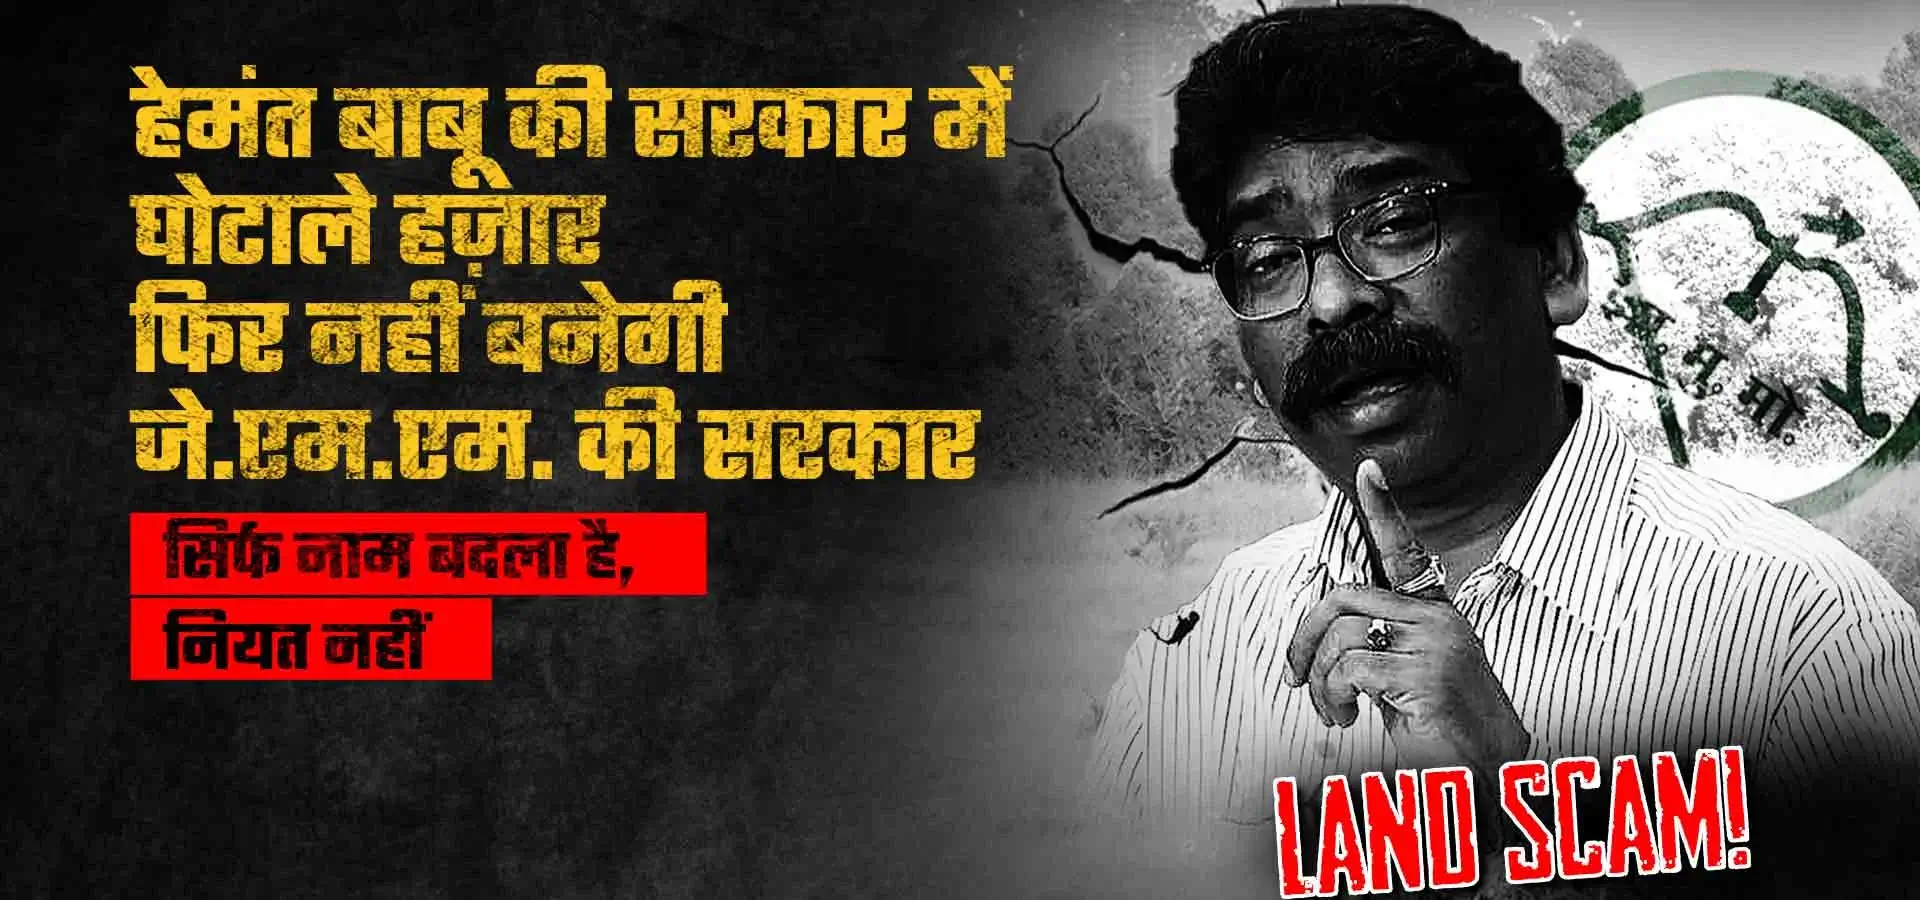 हेमंत बाबू की सरकार में
घोटाले हज़ार
फिर नहीं बनेगी
जे.एम.एम. की सरकार
सिर्फ नाम बदला है,
नियत नहीं
झा. मु. मो.
LAND SCAM!